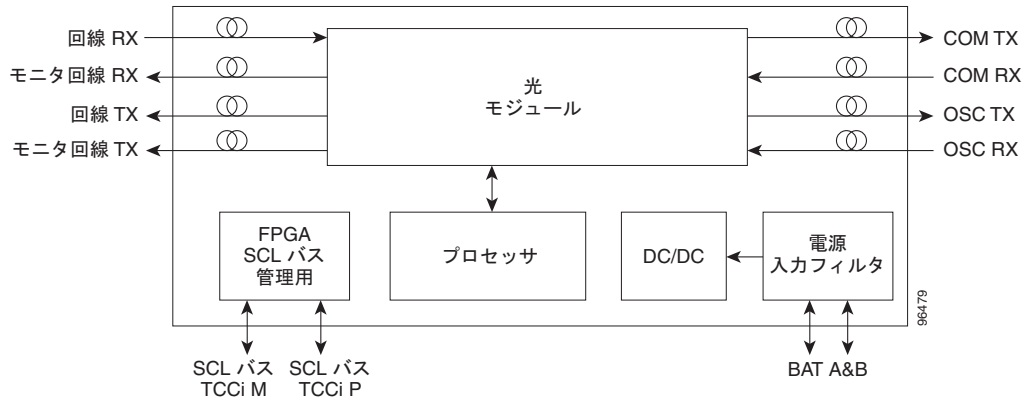 回線 RX
モニタ回線 RX
回線 TX
モニタ回線 TX
光
モジュール
COM TX
COM RX
OSC TX
OSC RX
FPGA
SCL バス
管理用
プロセッサ
DC/DC
電源
入力フィルタ
96479
SCL バス
TCCi M
SCL バス
TCCi P
BAT A&B